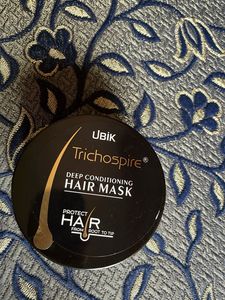 UBIK
Trichospire®
DEEP CONDITIONING
HAIR MASK
PROTECT
HAIR
FROM ROOT TO TIP